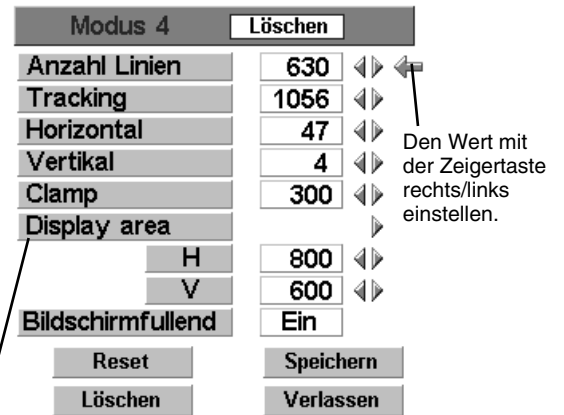 Modus 4 Löschen
Anzahl Linien 630
Tracking 1056
Horizontal 47
Vertikal 4
Clamp 300
Display area
H 800
V 600
Bildschirmfullend Ein
Reset Speichern
Löschen Verlassen
Den Wert mit
der Zeigertaste
rechts/links
einstellen.